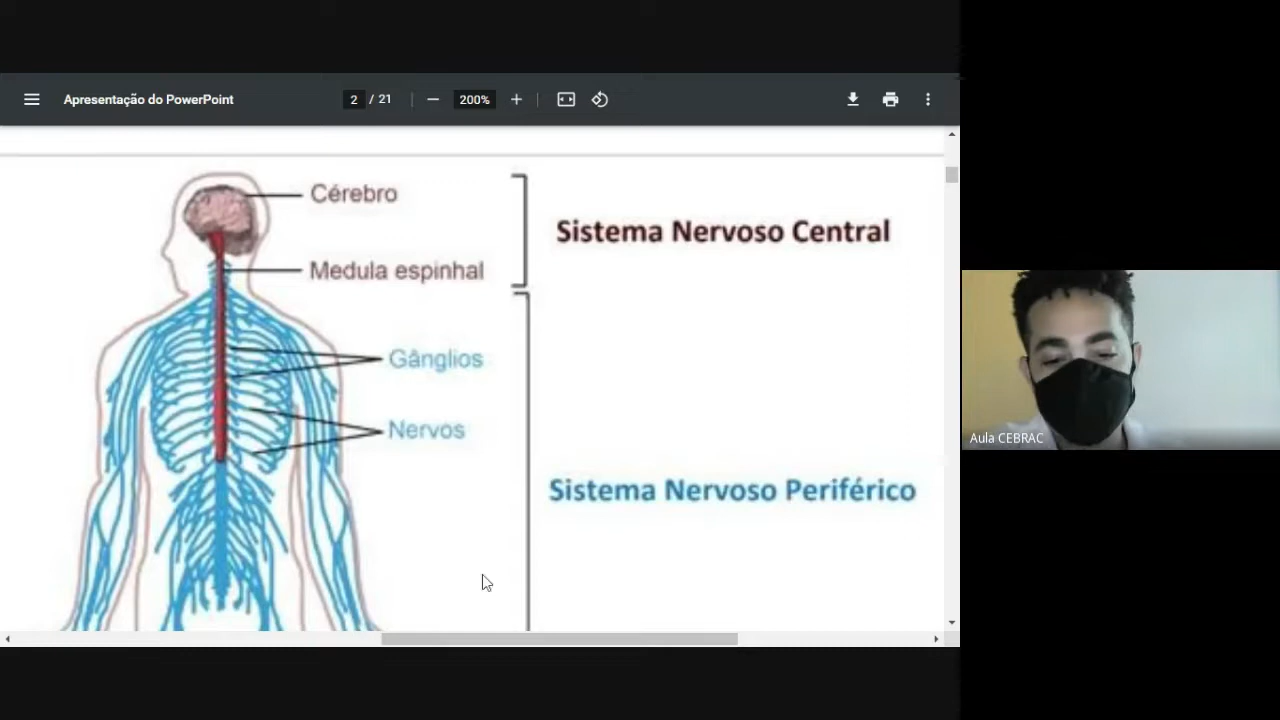 Apresentação do PowerPoint
2 / 21
200%
Cérebro
Sistema Nervoso Central
Medula espinhal
Gânglios
Nervos
Sistema Nervoso Periférico
Aula CEBRAC